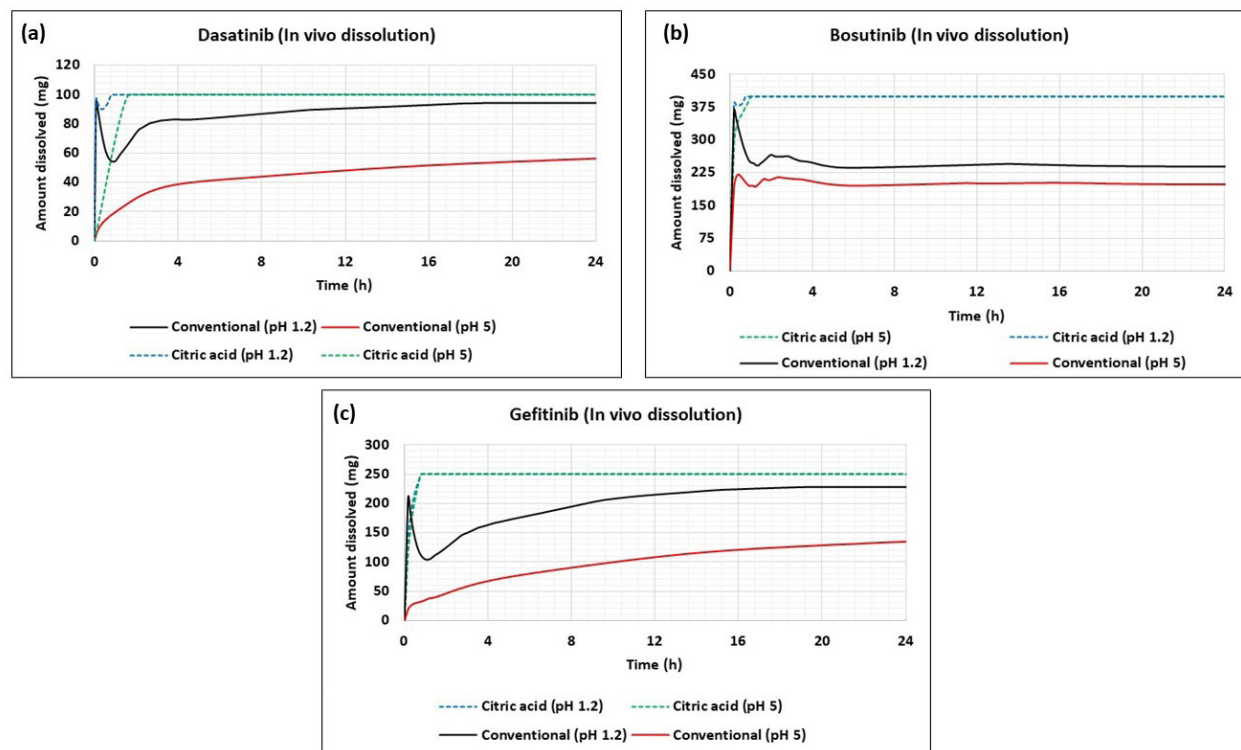 (a)
Dasatinib (In vivo dissolution)
Amount dissolved (mg)
120
100
80
60
40
20
0
0 4 8 12 16 20 24
Time (h)
Conventional (pH 1.2) Conventional (pH 5)
Citric acid (pH 1.2) Citric acid (pH 5)
(b)
Bosutinib (In vivo dissolution)
Amount dissolved (mg)
450
375
300
225
150
75
0
0 4 8 12 16 20 24
Time (h)
Citric acid (pH 5) Citric acid (pH 1.2)
Conventional (pH 1.2) Conventional (pH 5)
(c)
Gefitinib (In vivo dissolution)
Amount dissolved (mg)
300
250
200
150
100
50
0
0 4 8 12 16 20 24
Time (h)
Citric acid (pH 1.2) Citric acid (pH 5)
Conventional (pH 1.2) Conventional (pH 5)